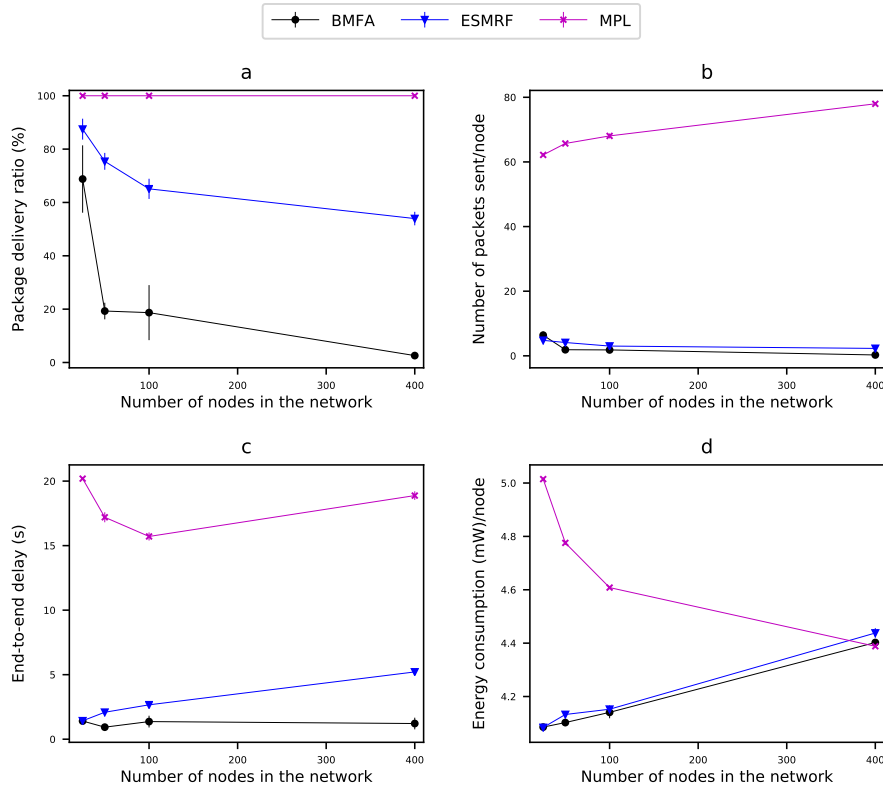 BMFA ESMRF MPL
a
Package delivery ratio (%)
100
80
60
40
20
0
100 200 300 400
Number of nodes in the network
b
Number of packets sent/node
80
60
40
20
0
100 200 300 400
Number of nodes in the network
c
End-to-end delay (s)
20
15
10
5
0
100 200 300 400
Number of nodes in the network
d
Energy consumption (mW)/node
5.0
4.8
4.6
4.4
4.2
100 200 300 400
Number of nodes in the network